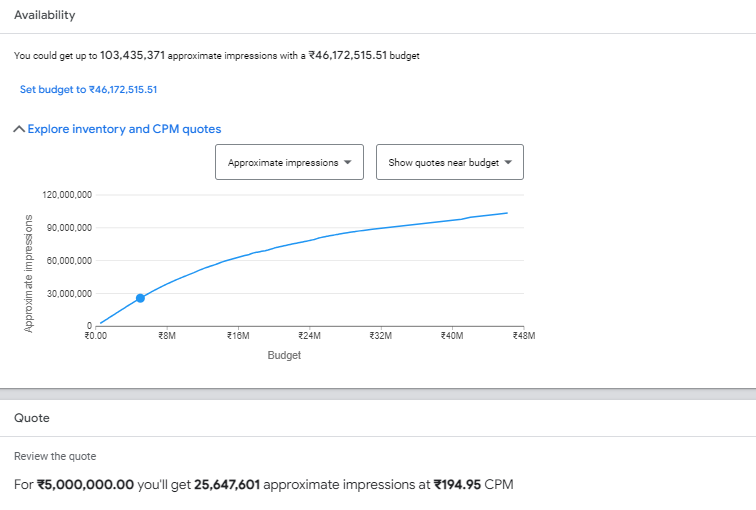 Availability
You could get up to 103,435,371 approximate impressions with a ₹46,172,515.51 budget
Set budget to ₹46,172,515.51
Explore inventory and CPM quotes
Approximate impressions
Show quotes near budget
120,000,000
90,000,000
60,000,000
30,000,000
0
Approximate impressions
₹0.00 ₹8M ₹16M ₹24M ₹32M ₹40M ₹48M
Budget
Quote
Review the quote
For ₹5,000,000.00 you'll get 25,647,601 approximate impressions at ₹194.95 CPM